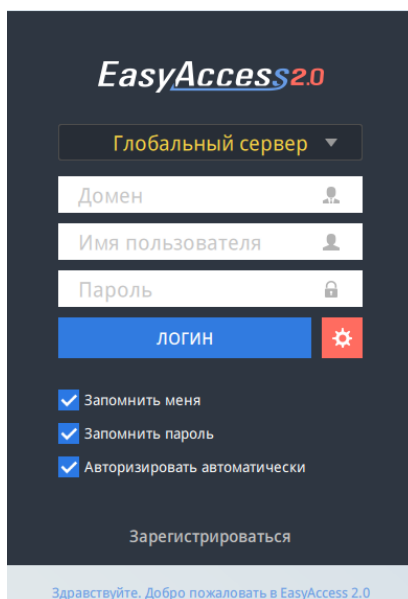 EasyAccess2.0
Глобальный сервер
Домен
Имя пользователя
Пароль
ЛОГИН
Запомнить меня
Запомнить пароль
Авторизировать автоматически
Зарегистрироваться
Здравствуйте. Добро пожаловать в EasyAccess 2.0